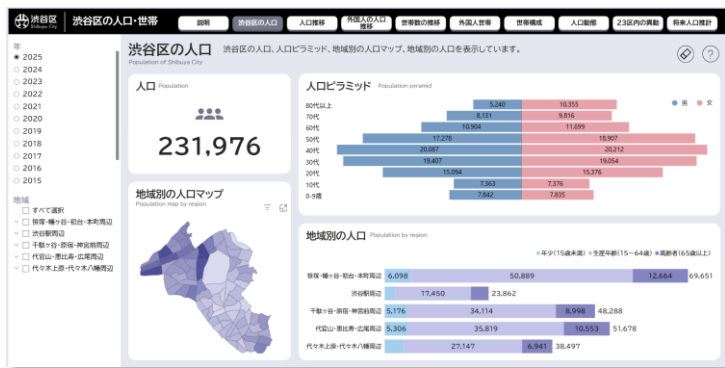 渋谷区
Shibuya City
渋谷区の人口・世帯
説明
渋谷区の人口
人口推移
外国人の人口推移
世帯数の推移
外国人世帯
世帯構成
人口動態
23区内の異動
将来人口推計
年
2025
2024
2023
2022
2021
2020
2019
2018
2017
2016
2015
地域
すべて選択
笹塚・幡ヶ谷・初台・本町周辺
渋谷駅周辺
千駄ヶ谷・原宿・神宮前周辺
代官山・恵比寿・広尾周辺
代々木上原・代々木八幡周辺
渋谷区の人口
Population of Shibuya City
渋谷区の人口、人口ピラミッド、地域別の人口マップ、地域別の人口を表示しています。
人口 Population
231,976
地域別の人口マップ
Population map by region
人口ピラミッド Population pyramid
男 女
80代以上 5,240 10,355
70代 8,131 9,816
60代 10,904 11,699
50代 17,278 18,907
40代 20,087 20,212
30代 19,407 19,054
20代 15,094 15,376
10代 7,363 7,376
0-9歳 7,842 7,835
地域別の人口 Population by region
年少(15歳未満) 生産年齢(15～64歳) 高齢者(65歳以上)
笹塚・幡ヶ谷・初台・本町周辺 6,098 50,889 12,664 69,651
渋谷駅周辺 17,450 23,862
千駄ヶ谷・原宿・神宮前周辺 5,176 34,114 8,998 48,288
代官山・恵比寿・広尾周辺 5,306 35,819 10,553 51,678
代々木上原・代々木八幡周辺 27,147 6,941 38,497